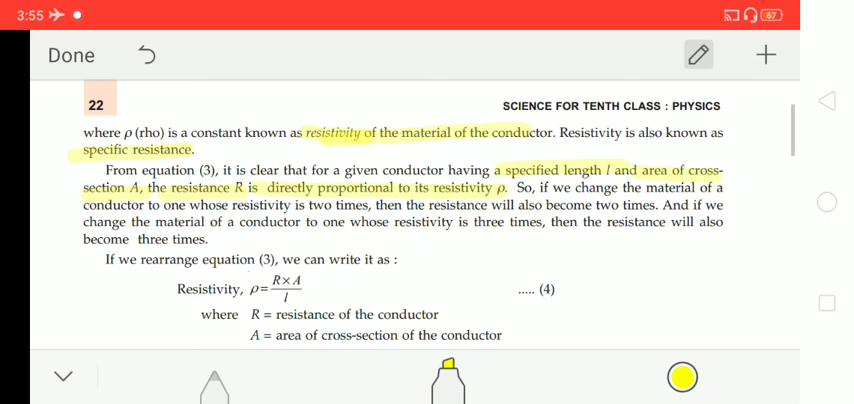 3:55
67
Done
22
SCIENCE FOR TENTH CLASS : PHYSICS
where ρ (rho) is a constant known as resistivity of the material of the conductor. Resistivity is also known as
specific resistance.
From equation (3), it is clear that for a given conductor having a specified length l and area of cross-
section A, the resistance R is directly proportional to its resistivity ρ. So, if we change the material of a
conductor to one whose resistivity is two times, then the resistance will also become two times. And if we
change the material of a conductor to one whose resistivity is three times, then the resistance will also
become three times.
If we rearrange equation (3), we can write it as :
Resistivity, ρ = R × A / l ..... (4)
where R = resistance of the conductor
A = area of cross-section of the conductor